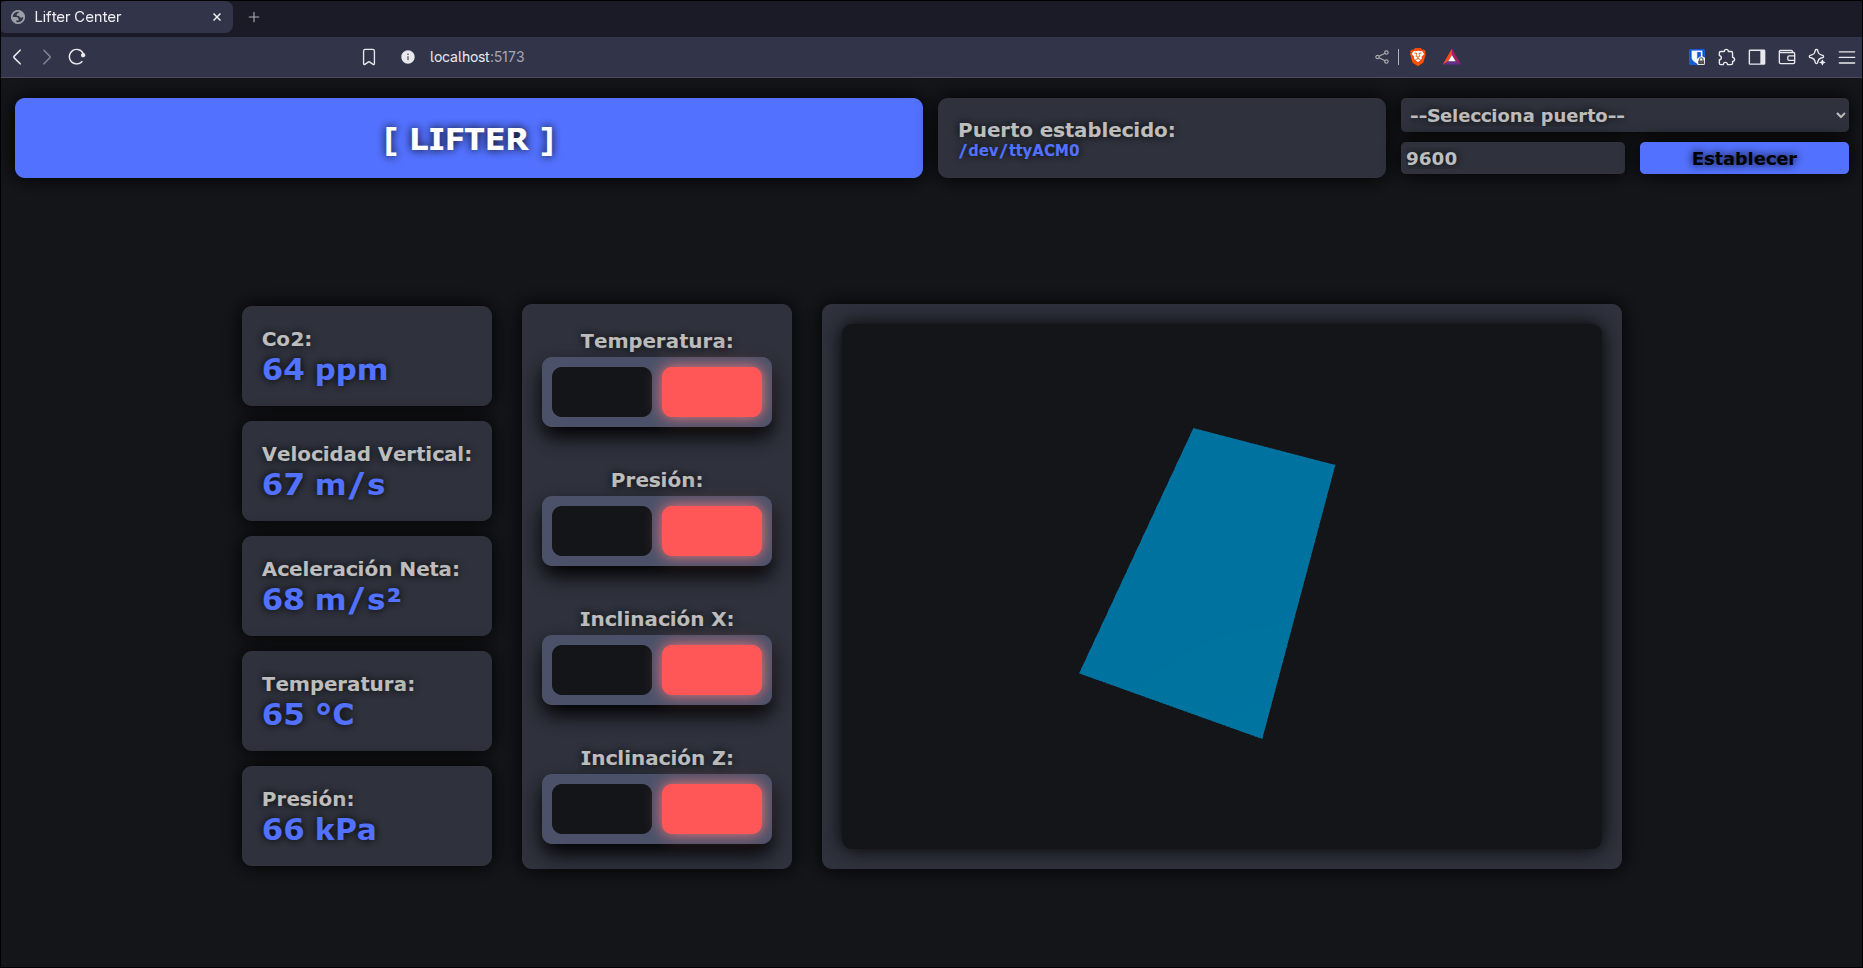 Lifter Center
localhost:5173
[ LIFTER ]
Puerto establecido:
/dev/ttyACM0
--Selecciona puerto--
9600
Establecer
Co2:
64 ppm
Velocidad Vertical:
67 m/s
Aceleración Neta:
68 m/s²
Temperatura:
65 ºC
Presión:
66 kPa
Temperatura:
Presión:
Inclinación X:
Inclinación Z: